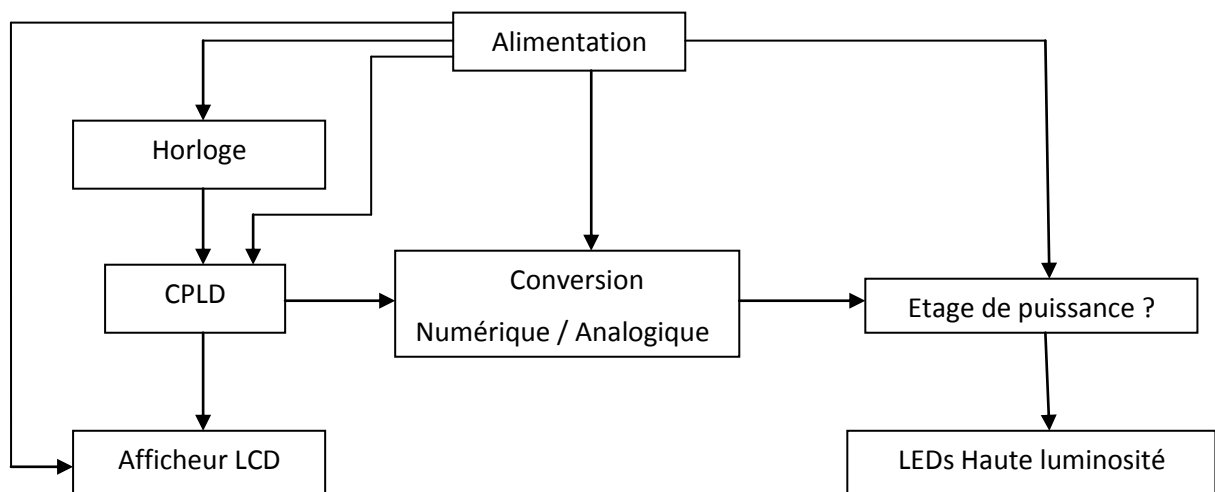 Alimentation
Horloge
CPLD
Conversion
Numérique / Analogique
Etage de puissance ?
Afficheur LCD
LEDs Haute luminosité